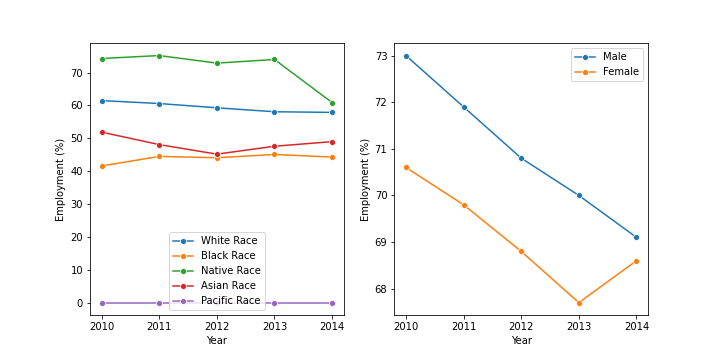 70
60
50
40
30
20
10
0
Employment (%)
White Race
Black Race
Native Race
Asian Race
Pacific Race
2010 2011 2012 2013 2014
Year
73
72
71
70
69
68
Employment (%)
Male
Female
2010 2011 2012 2013 2014
Year